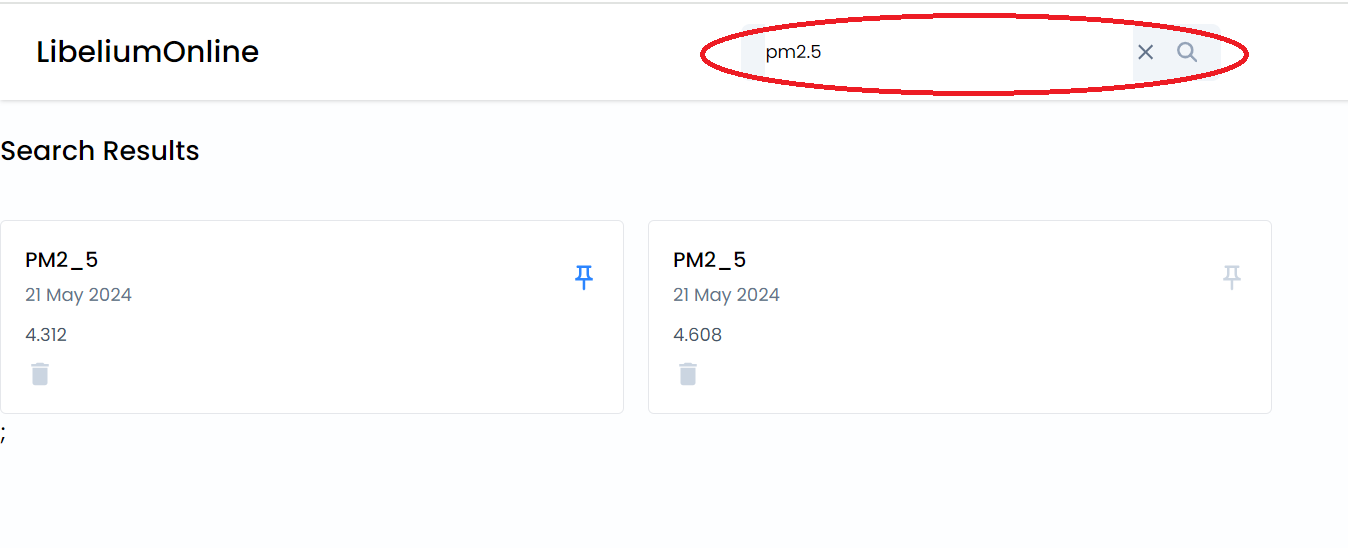 LibeliumOnline
pm2.5
Search Results
PM2_5
21 May 2024
4.312
PM2_5
21 May 2024
4.608
;